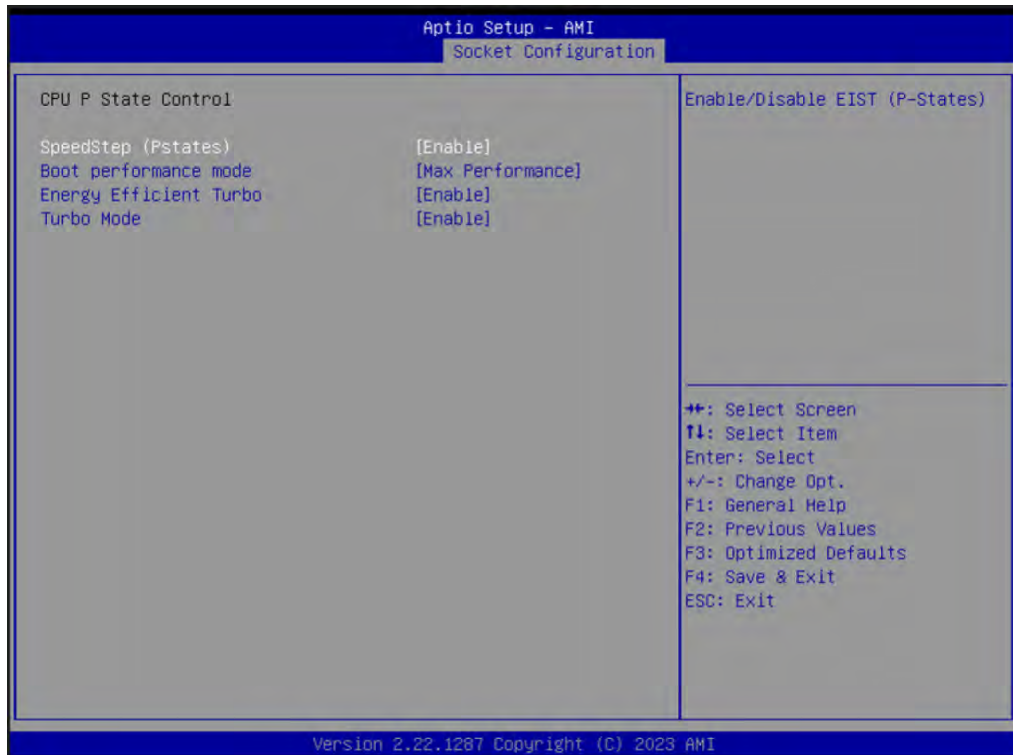 Aptio Setup – AMI
Socket Configuration
CPU P State Control
SpeedStep (Pstates) [Enable]
Boot performance mode [Max Performance]
Energy Efficient Turbo [Enable]
Turbo Mode [Enable]
Enable/Disable EIST (P-States)
→←: Select Screen
↑↓: Select Item
Enter: Select
+/-: Change Opt.
F1: General Help
F2: Previous Values
F3: Optimized Defaults
F4: Save & Exit
ESC: Exit
Version 2.22.1287 Copyright (C) 2023 AMI